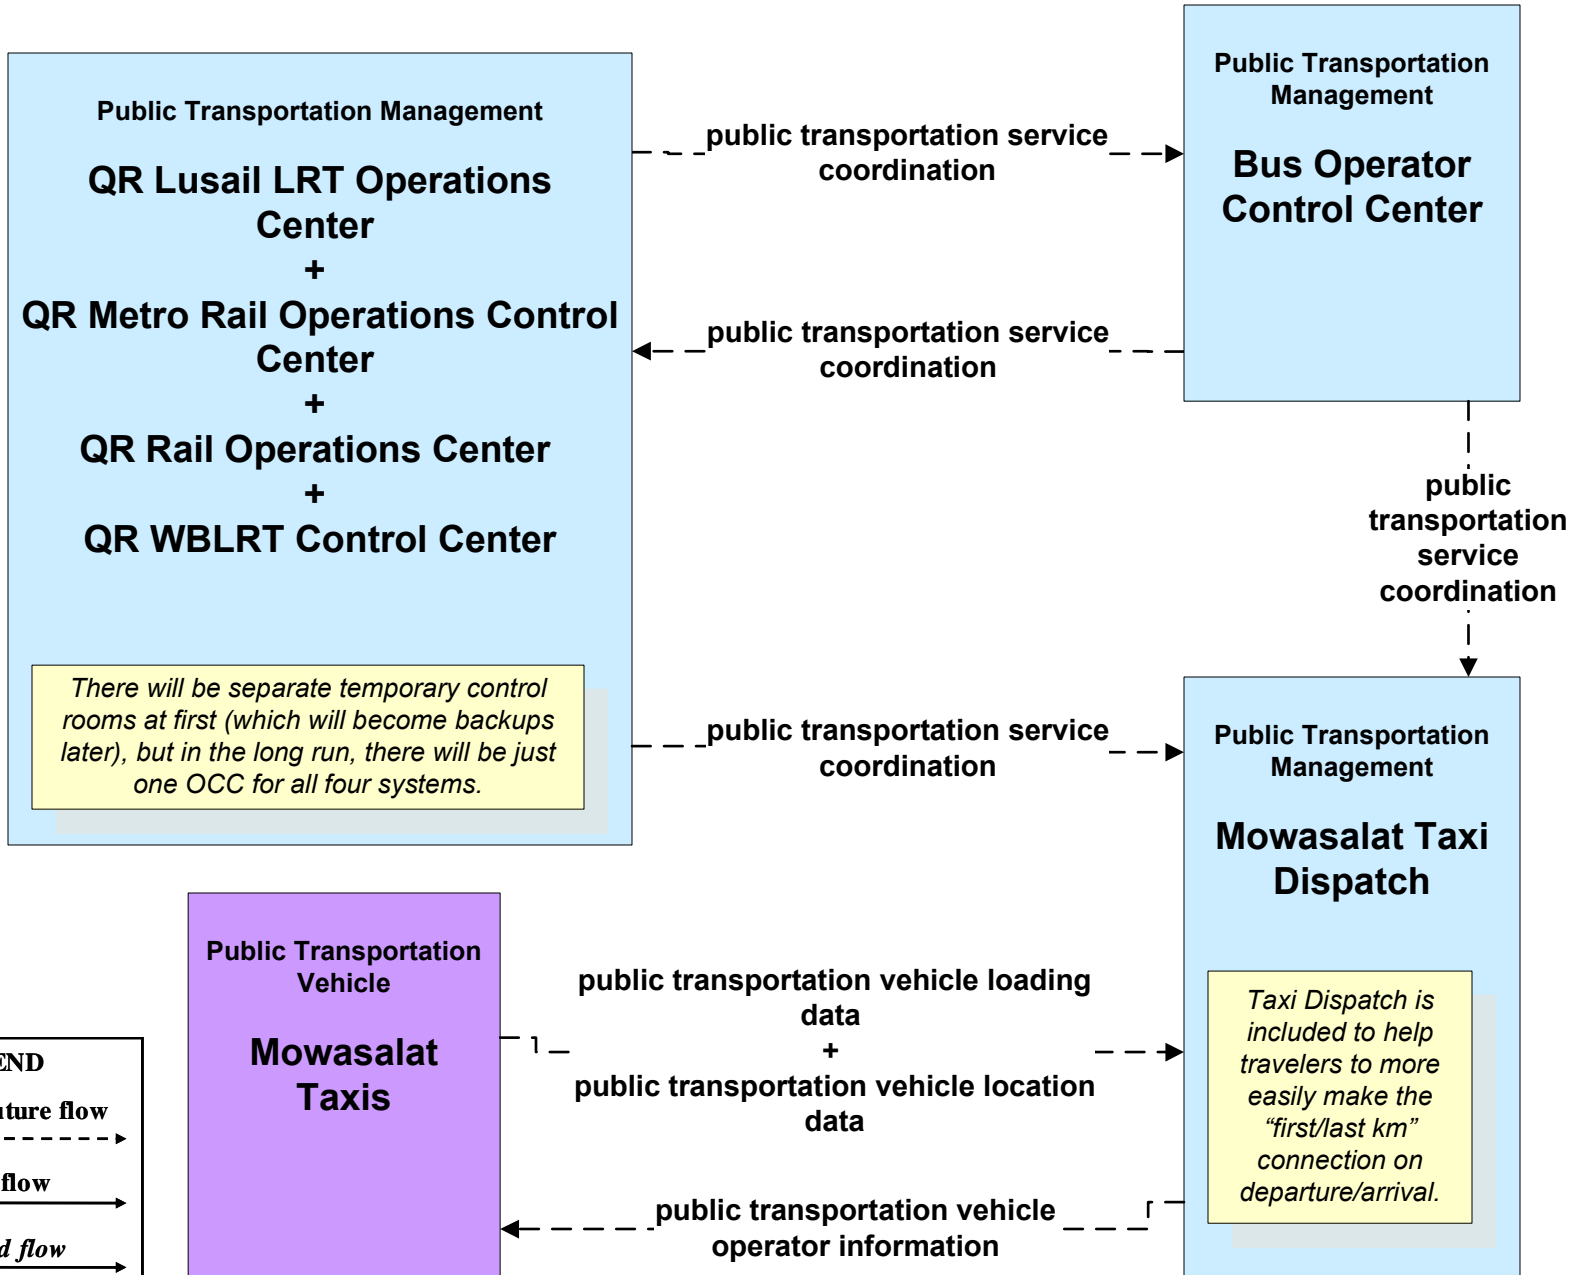 Public Transportation Management
QR Lusail LRT Operations
Center
+
QR Metro Rail Operations Control
Center
+
QR Rail Operations Center
+
QR WBLRT Control Center
There will be separate temporary control
rooms at first (which will become backups
later), but in the long run, there will be just
one OCC for all four systems.
public transportation service
coordination
public transportation service
coordination
Public Transportation
Management
Bus Operator
Control Center
public
transportation
service
coordination
public transportation service
coordination
Public Transportation
Management
Mowasalat Taxi
Dispatch
Taxi Dispatch is
included to help
travelers to more
easily make the
“first/last km”
connection on
departure/arrival.
Public Transportation
Vehicle
Mowasalat
Taxis
public transportation vehicle loading
data
+
public transportation vehicle location
data
public transportation vehicle
operator information
flow
flow
flow